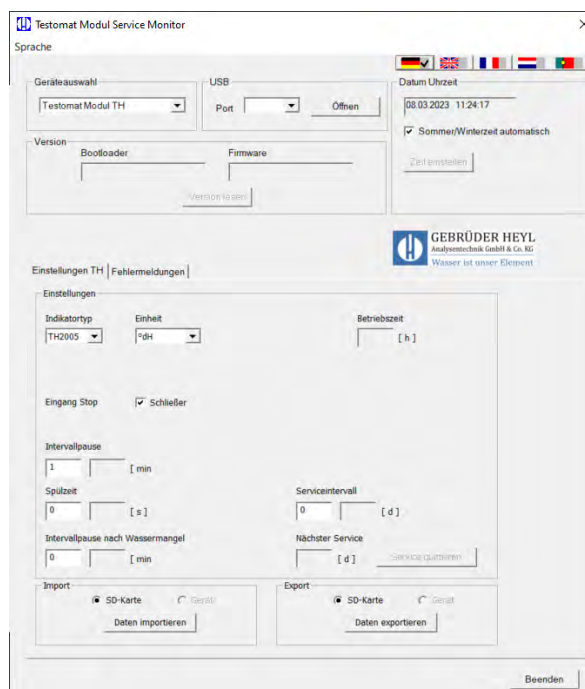 Testomat Modul Service Monitor
Sprache
Geräteauswahl
Testomat Modul TH
USB
Port
Öffnen
Datum Uhrzeit
08.03.2023 11:24:17
Sommer/Winterzeit automatisch
Zeit einstellen
Version
Bootloader
Firmware
Version lesen
GEBRÜDER HEYL
Analysentechnik GmbH & Co. KG
Wasser ist unser Element
Einstellungen TH
Fehlermeldungen
Einstellungen
Indikatortyp
Einheit
Betriebszeit
TH2005
°dH
[ h ]
Eingang Stop
Schließer
Intervallpause
1
[ min
Spülzeit
Serviceintervall
0
[ s ]
0
[ d ]
Intervallpause nach Wassermangel
Nächster Service
0
[ min
[ d ]
Service quittieren
Import
SD-Karte
Gerät
Daten importieren
Export
SD-Karte
Gerät
Daten exportieren
Beenden